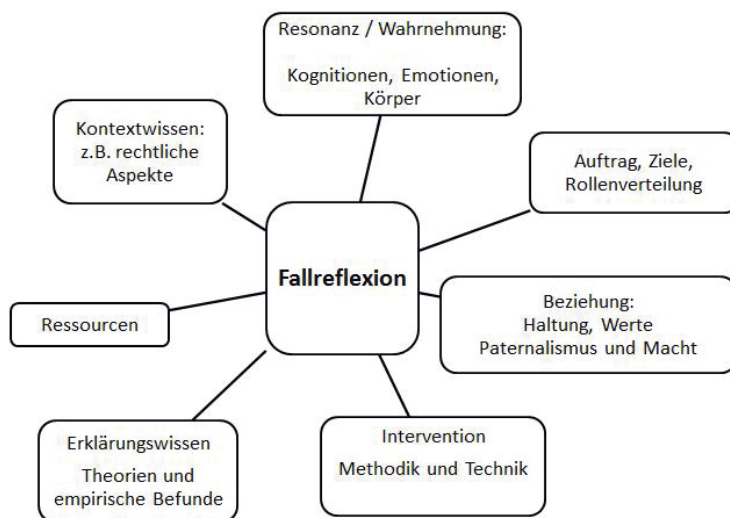 Resonanz / Wahrnehmung:
Kognitionen, Emotionen,
Körper
Kontextwissen:
z.B. rechtliche
Aspekte
Auftrag, Ziele,
Rollenverteilung
Fallreflexion
Ressourcen
Beziehung:
Haltung, Werte
Paternalismus und Macht
Erklärungswissen
Theorien und
empirische Befunde
Intervention
Methodik und Technik